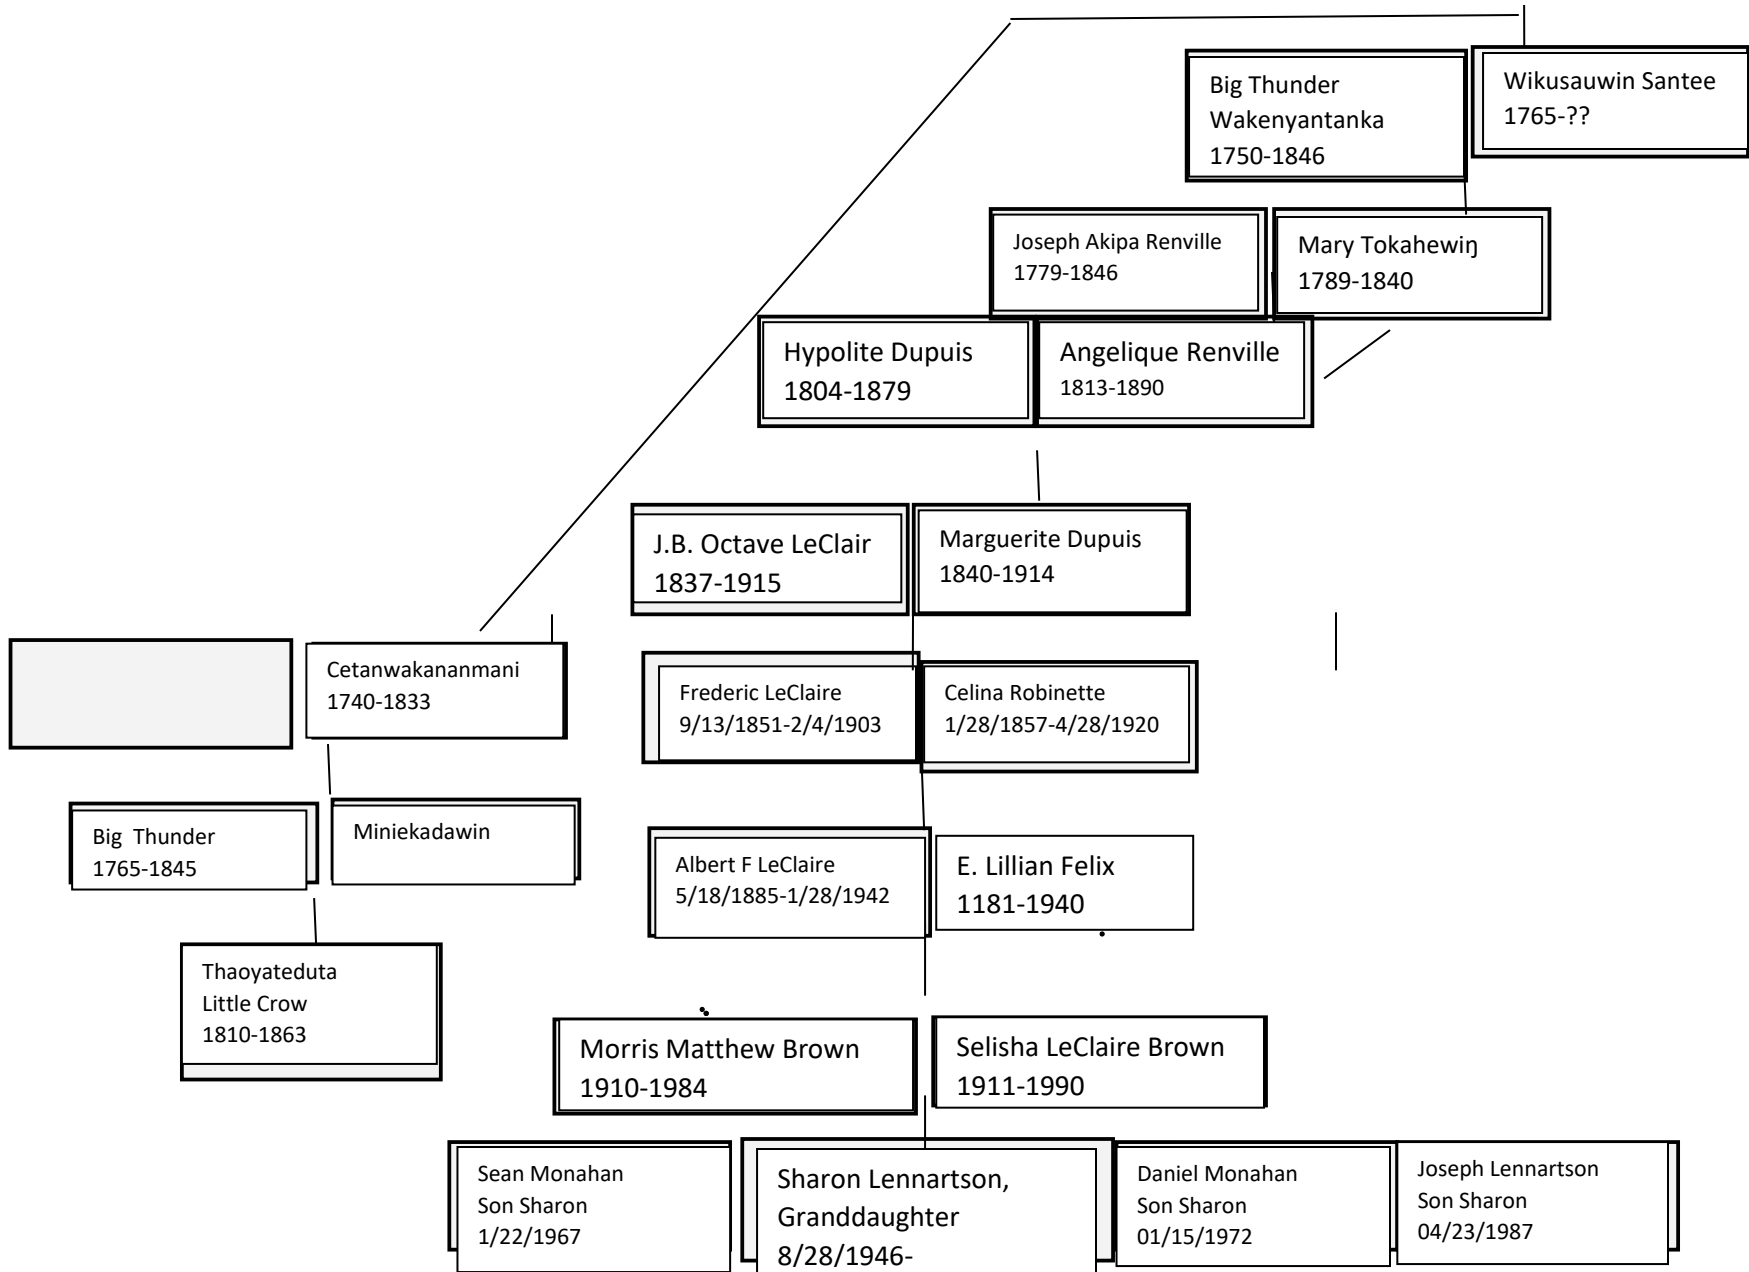 Big Thunder
Wakenyantanka
1750-1846
Wikusauwin Santee
1765-??
Joseph Akipa Renville
1779-1846
Mary Tokahewiŋ
1789-1840
Hypolite Dupuis
1804-1879
Angelique Renville
1813-1890
J.B. Octave LeClair
1837-1915
Marguerite Dupuis
1840-1914
Cetanwakananmani
1740-1833
Frederic LeClaire
9/13/1851-2/4/1903
Celina Robinette
1/28/1857-4/28/1920
Big  Thunder
1765-1845
Miniekadawin
Albert F LeClaire
5/18/1885-1/28/1942
E. Lillian Felix
1181-1940
Thaoyateduta
Little Crow
1810-1863
Morris Matthew Brown
1910-1984
Selisha LeClaire Brown
1911-1990
Sean Monahan
Son Sharon
1/22/1967
Sharon Lennartson,
Granddaughter
8/28/1946-
Daniel Monahan
Son Sharon
01/15/1972
Joseph Lennartson
Son Sharon
04/23/1987